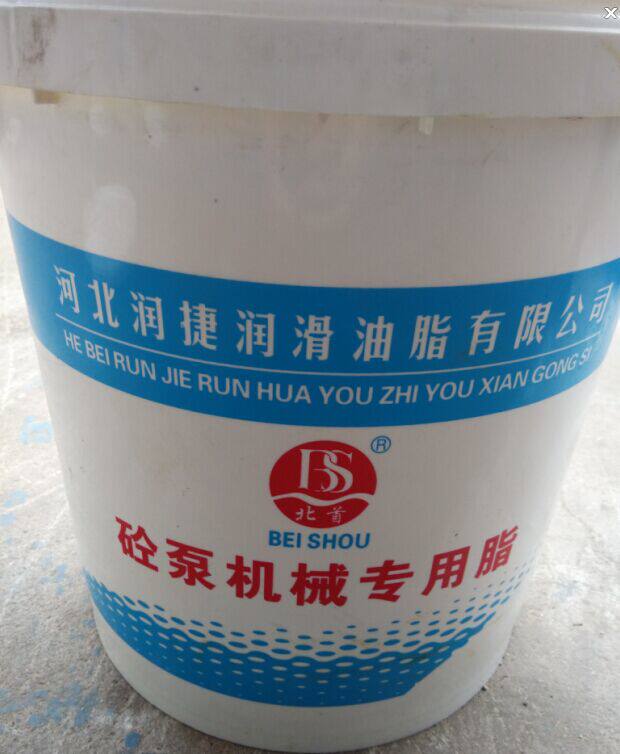 河北润捷润滑油脂有限公司
HE BEI RUN JIE RUN HUA YOU ZHI YOU XIAN GONG SI
BS
®
北首
BEI SHOU
砼泵机械专用脂